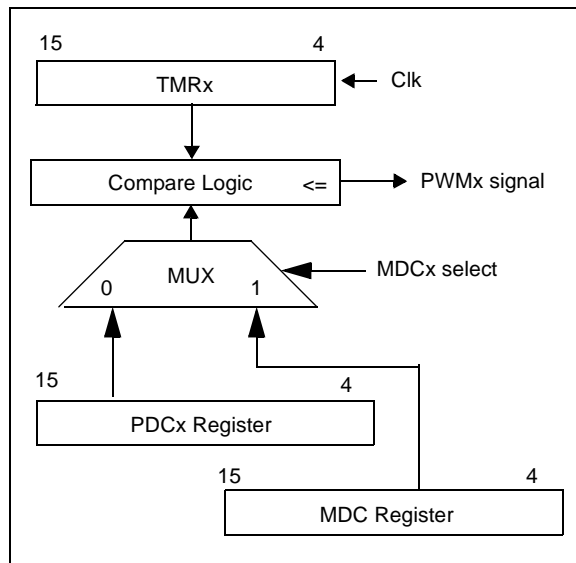 15 4
TMRx
Clk
Compare Logic <=
PWMx signal
MUX
MDCx select
0 1
15 4
PDCx Register
15 4
MDC Register